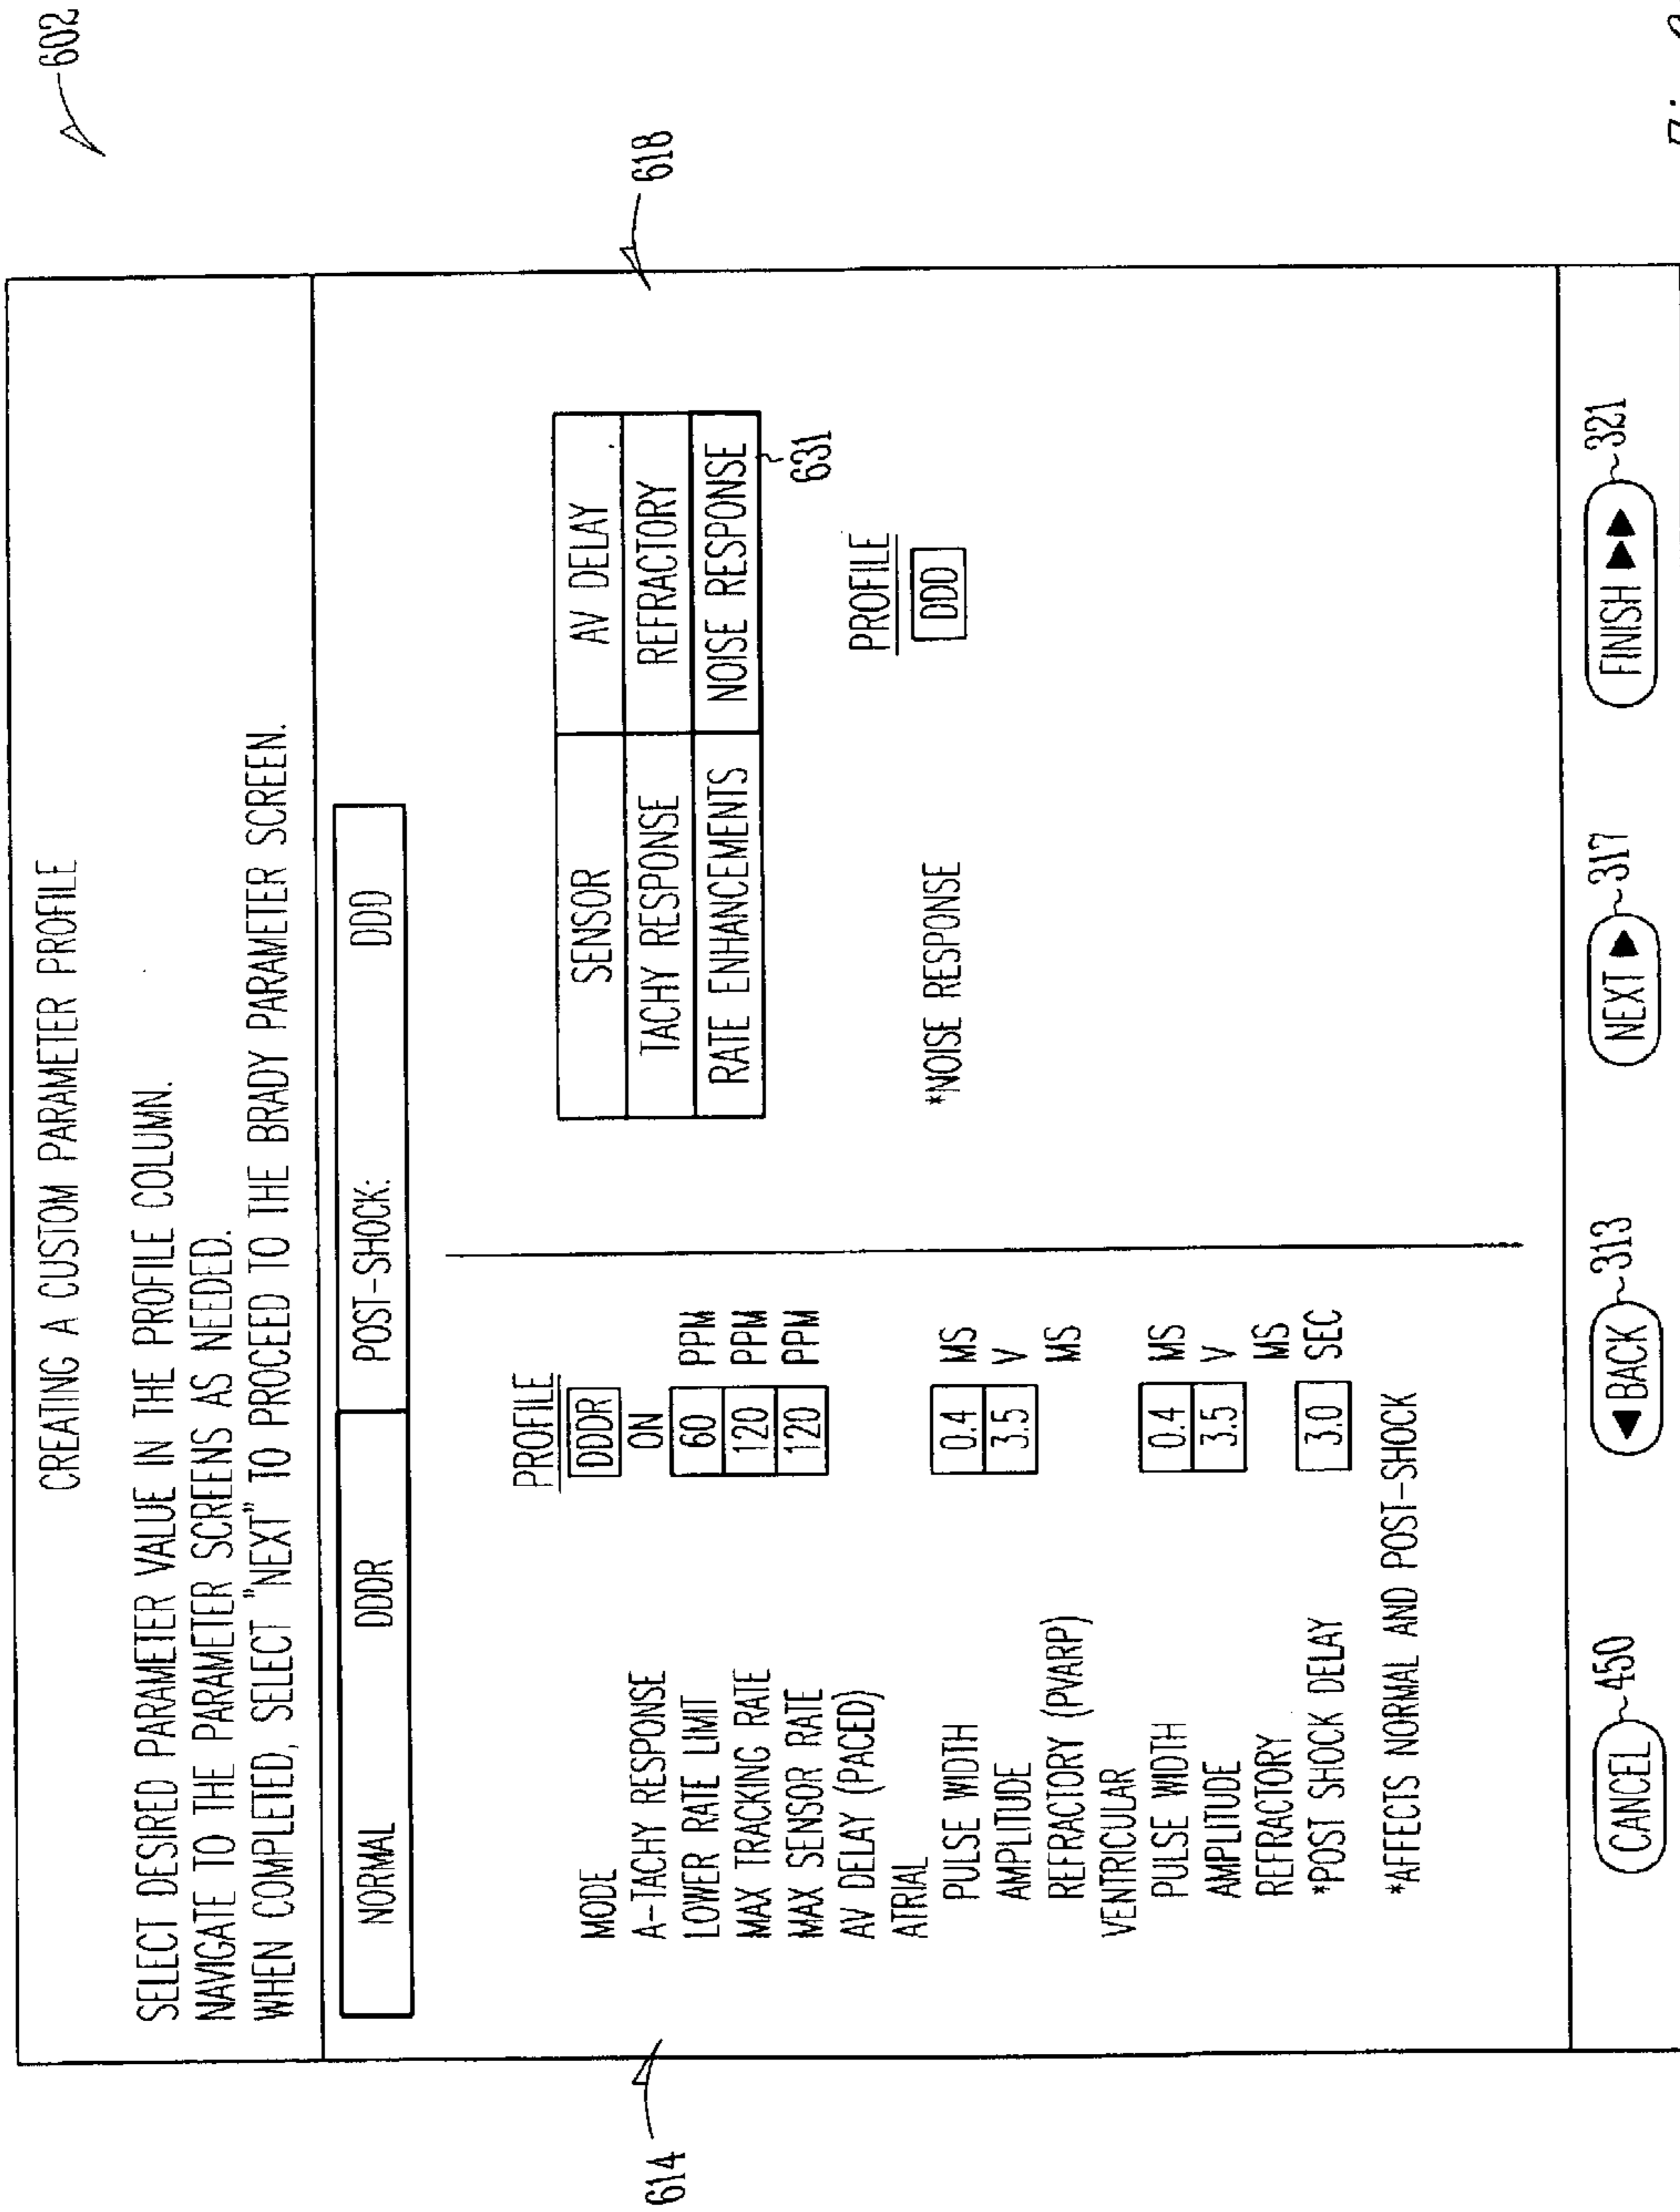 602
CREATING A CUSTOM PARAMETER PROFILE
SELECT DESIRED PARAMETER VALUE IN THE PROFILE COLUMN.
NAVIGATE TO THE PARAMETER SCREENS AS NEEDED.
WHEN COMPLETED, SELECT "NEXT" TO PROCEED TO THE BRADY PARAMETER SCREEN.
NORMAL DDDR POST-SHOCK: DDD
614
618
PROFILE
MODE DDDR
A-TACHY RESPONSE ON
LOWER RATE LIMIT 60 PPM
MAX TRACKING RATE 120 PPM
MAX SENSOR RATE 120 PPM
AV DELAY (PACED)
ATRIAL
PULSE WIDTH 0.4 MS
AMPLITUDE 3.5 V
REFRACTORY (PVARP) MS
VENTRICULAR
PULSE WIDTH 0.4 MS
AMPLITUDE 3.5 V
REFRACTORY MS
*POST SHOCK DELAY 3.0 SEC
*AFFECTS NORMAL AND POST-SHOCK
SENSOR AV DELAY
TACHY RESPONSE REFRACTORY
RATE ENHANCEMENTS NOISE RESPONSE
631
PROFILE
*NOISE RESPONSE DDD
CANCEL 450
◄ BACK 313
NEXT ► 317
FINISH ►► 321